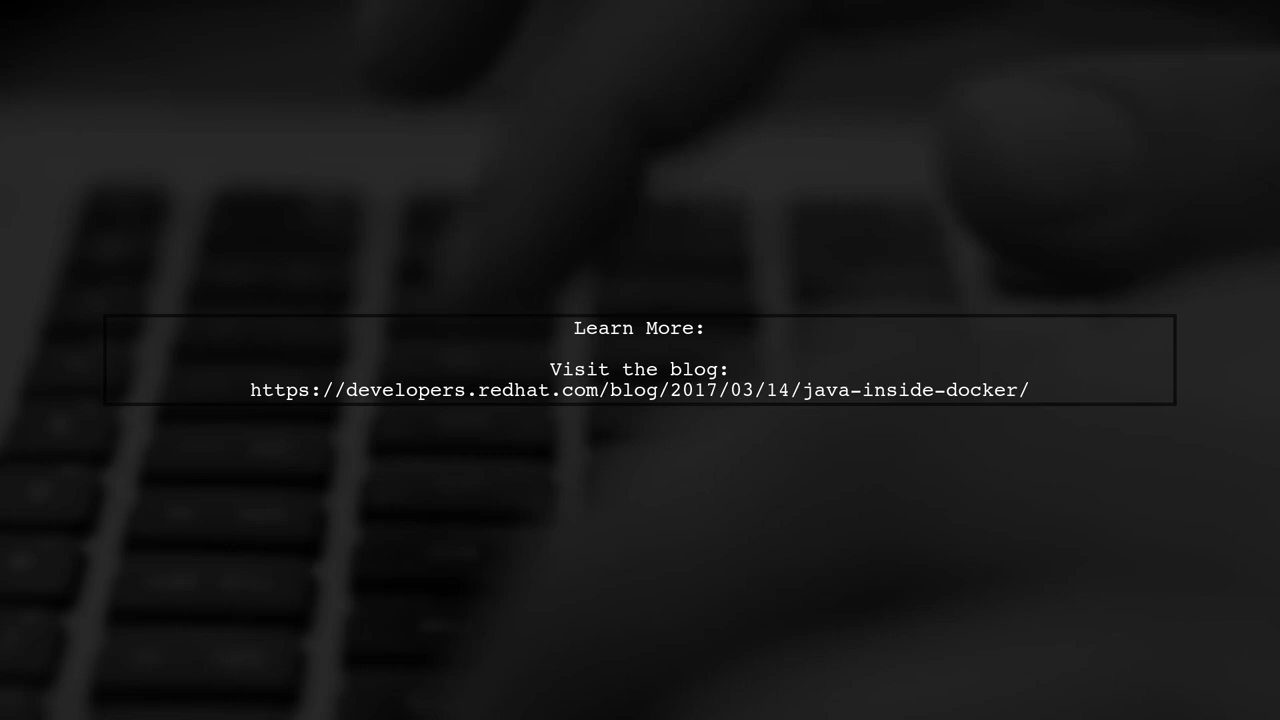 Learn More:
Visit the blog:
https://developers.redhat.com/blog/2017/03/14/java-inside-docker/